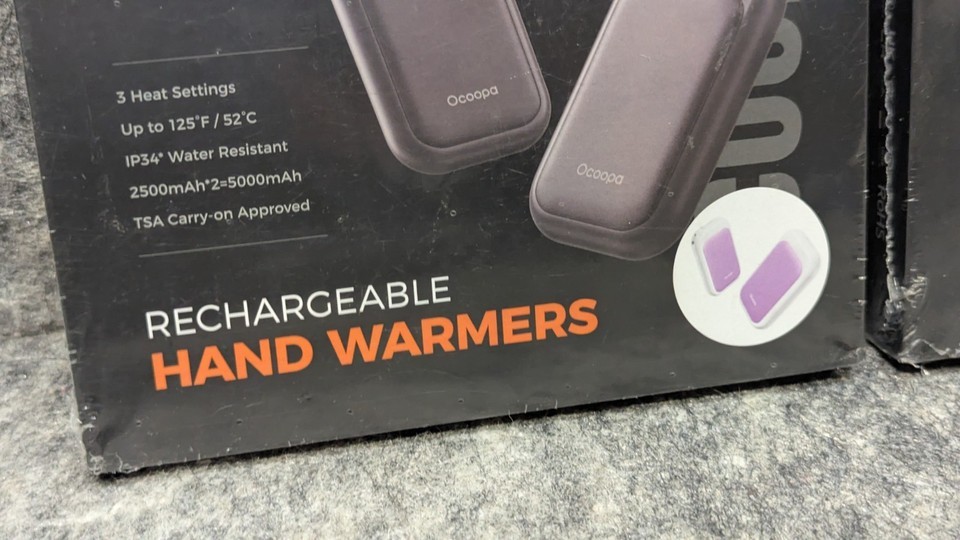 3 Heat Settings
Up to 125°F / 52°C
IP34* Water Resistant
2500mAh*2=5000mAh
TSA Carry-on Approved
Ocoopa
Ocoopa
RECHARGEABLE
HAND WARMERS
RoHS